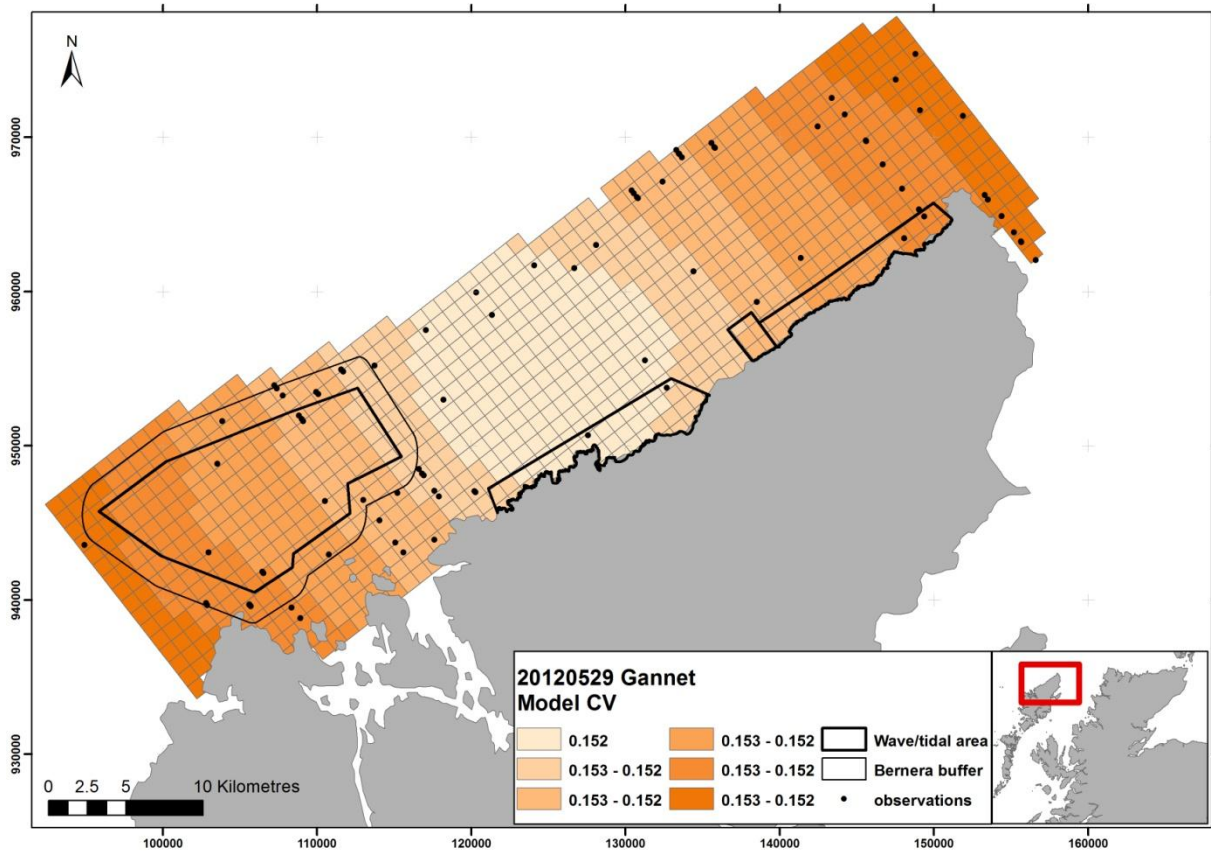 N
970000
960000
950000
940000
930000
20120529 Gannet
Model CV
0.152
0.153 - 0.152
0.153 - 0.152
0.153 - 0.152
0.153 - 0.152
0.153 - 0.152
Wave/tidal area
Bernera buffer
observations
0 2.5 5 10 Kilometres
100000 110000 120000 130000 140000 150000 160000